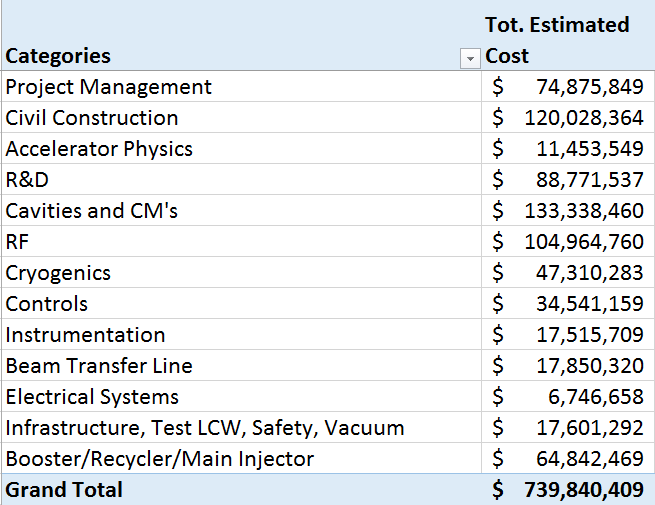 Tot. Estimated
Categories Cost
Project Management $ 74,875,849
Civil Construction $ 120,028,364
Accelerator Physics $ 11,453,549
R&D $ 88,771,537
Cavities and CM's $ 133,338,460
RF $ 104,964,760
Cryogenics $ 47,310,283
Controls $ 34,541,159
Instrumentation $ 17,515,709
Beam Transfer Line $ 17,850,320
Electrical Systems $ 6,746,658
Infrastructure, Test LCW, Safety, Vacuum $ 17,601,292
Booster/Recycler/Main Injector $ 64,842,469
Grand Total $ 739,840,409